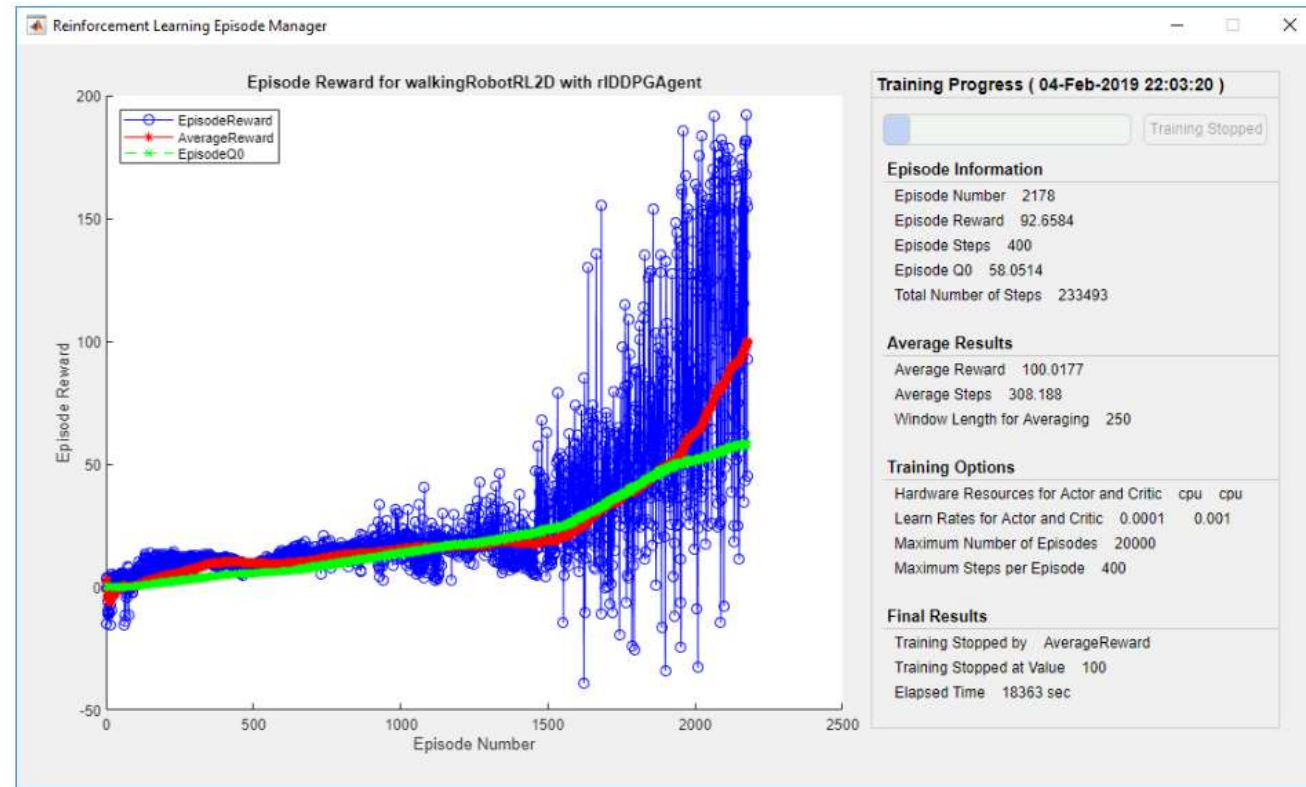 Reinforcement Learning Episode Manager
Episode Reward for walkingRobotRL2D with rlDDPGAgent
EpisodeReward
AverageReward
EpisodeQ0
200
150
100
50
0
-50
Episode Reward
0 500 1000 1500 2000 2500
Episode Number
Training Progress ( 04-Feb-2019 22:03:20 )
Training Stopped
Episode Information
Episode Number 2178
Episode Reward 92.6584
Episode Steps 400
Episode Q0 58.0514
Total Number of Steps 233493
Average Results
Average Reward 100.0177
Average Steps 308.188
Window Length for Averaging 250
Training Options
Hardware Resources for Actor and Critic cpu cpu
Learn Rates for Actor and Critic 0.0001 0.001
Maximum Number of Episodes 20000
Maximum Steps per Episode 400
Final Results
Training Stopped by AverageReward
Training Stopped at Value 100
Elapsed Time 18363 sec